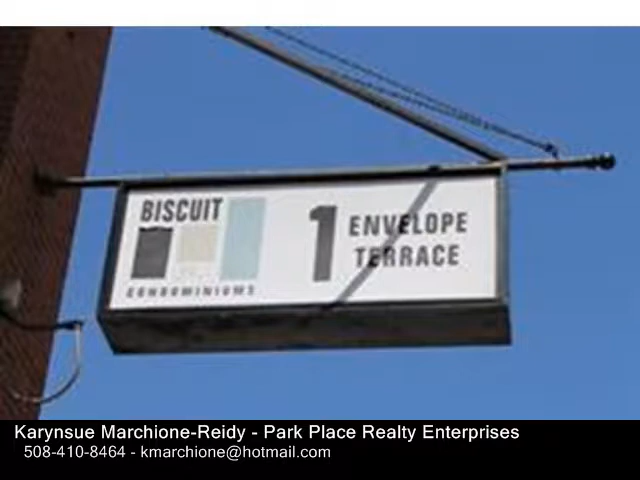 BISCUIT
CONDOMINIUMS
1 ENVELOPE
TERRACE
Karynsue Marchione-Reidy - Park Place Realty Enterprises
508-410-8464 - kmarchione@hotmail.com